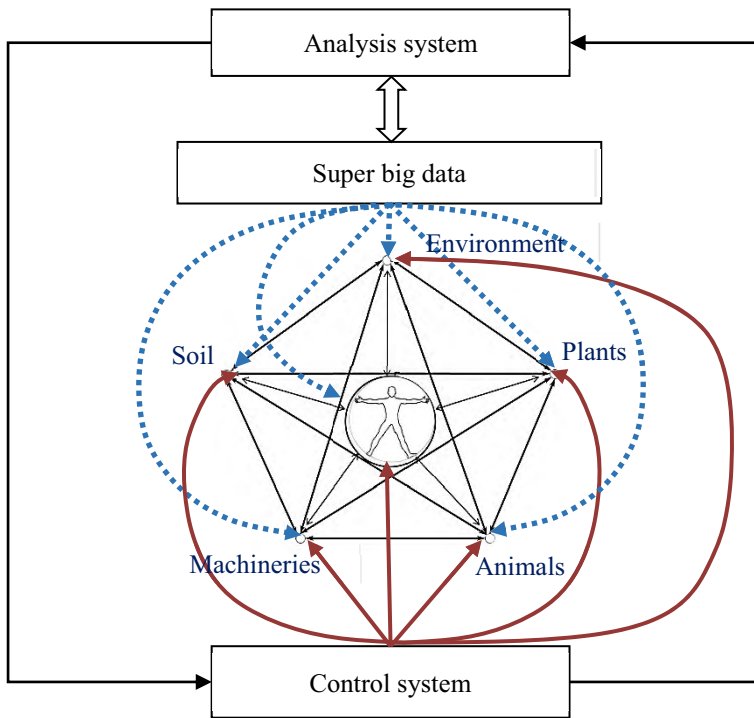 Analysis system
Super big data
Environment
Soil
Plants
Machineries
Animals
Control system